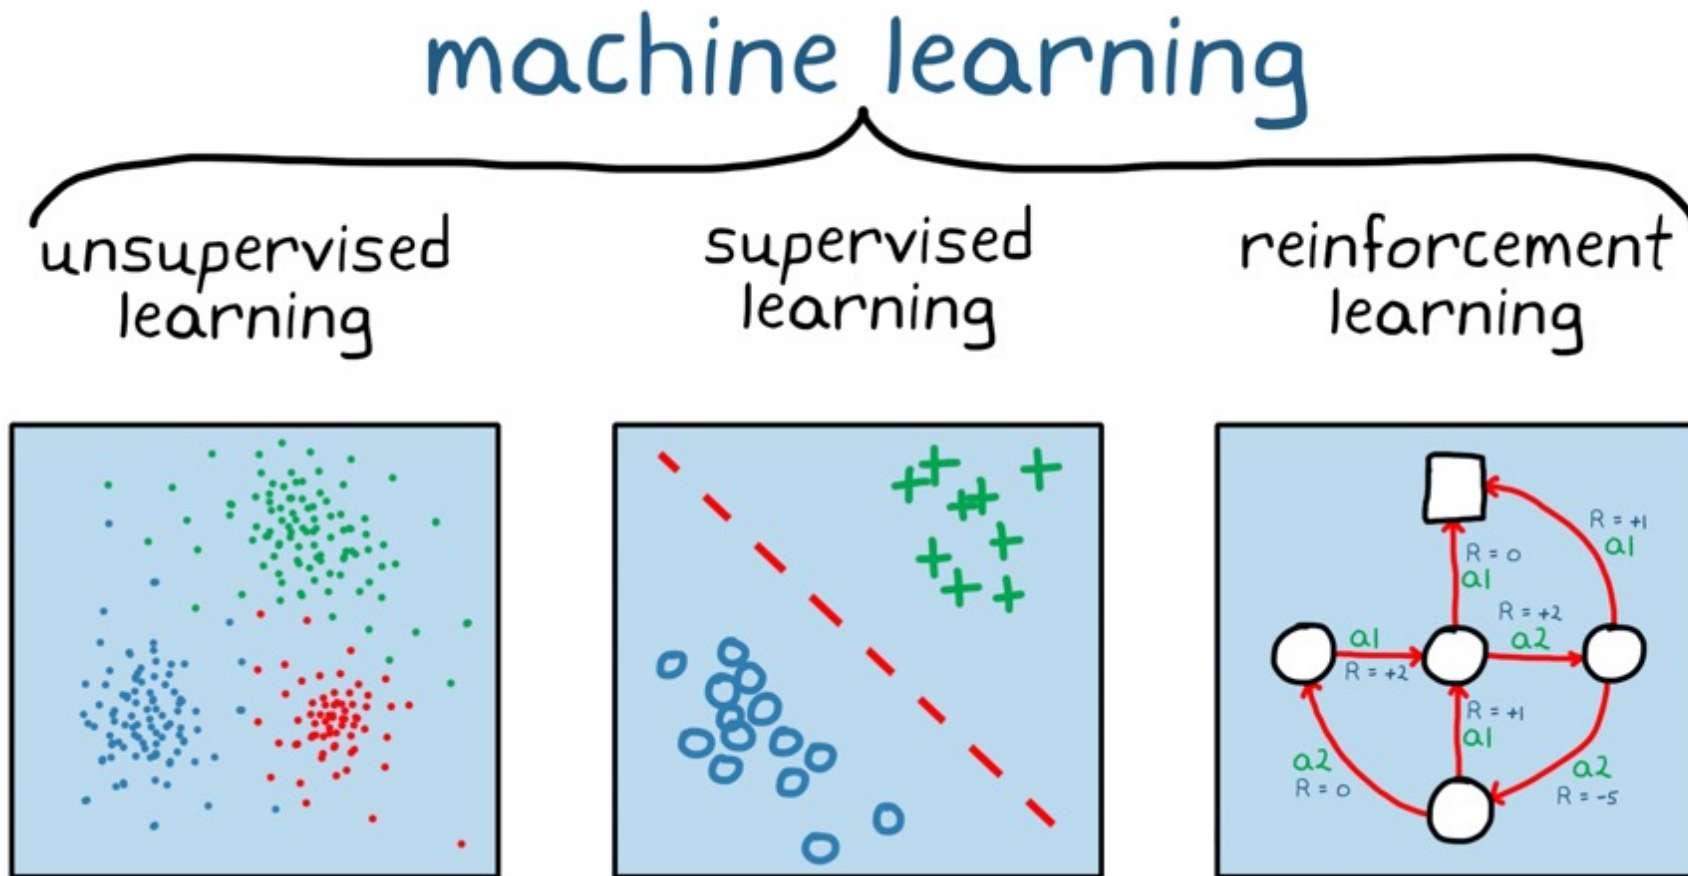 machine learning
unsupervised
learning
supervised
learning
reinforcement
learning
R = +1
a1
R = 0
a1
R = +2
a2
a1
R = +2
R = +1
a1
a2
R = 0
a2
R = -5